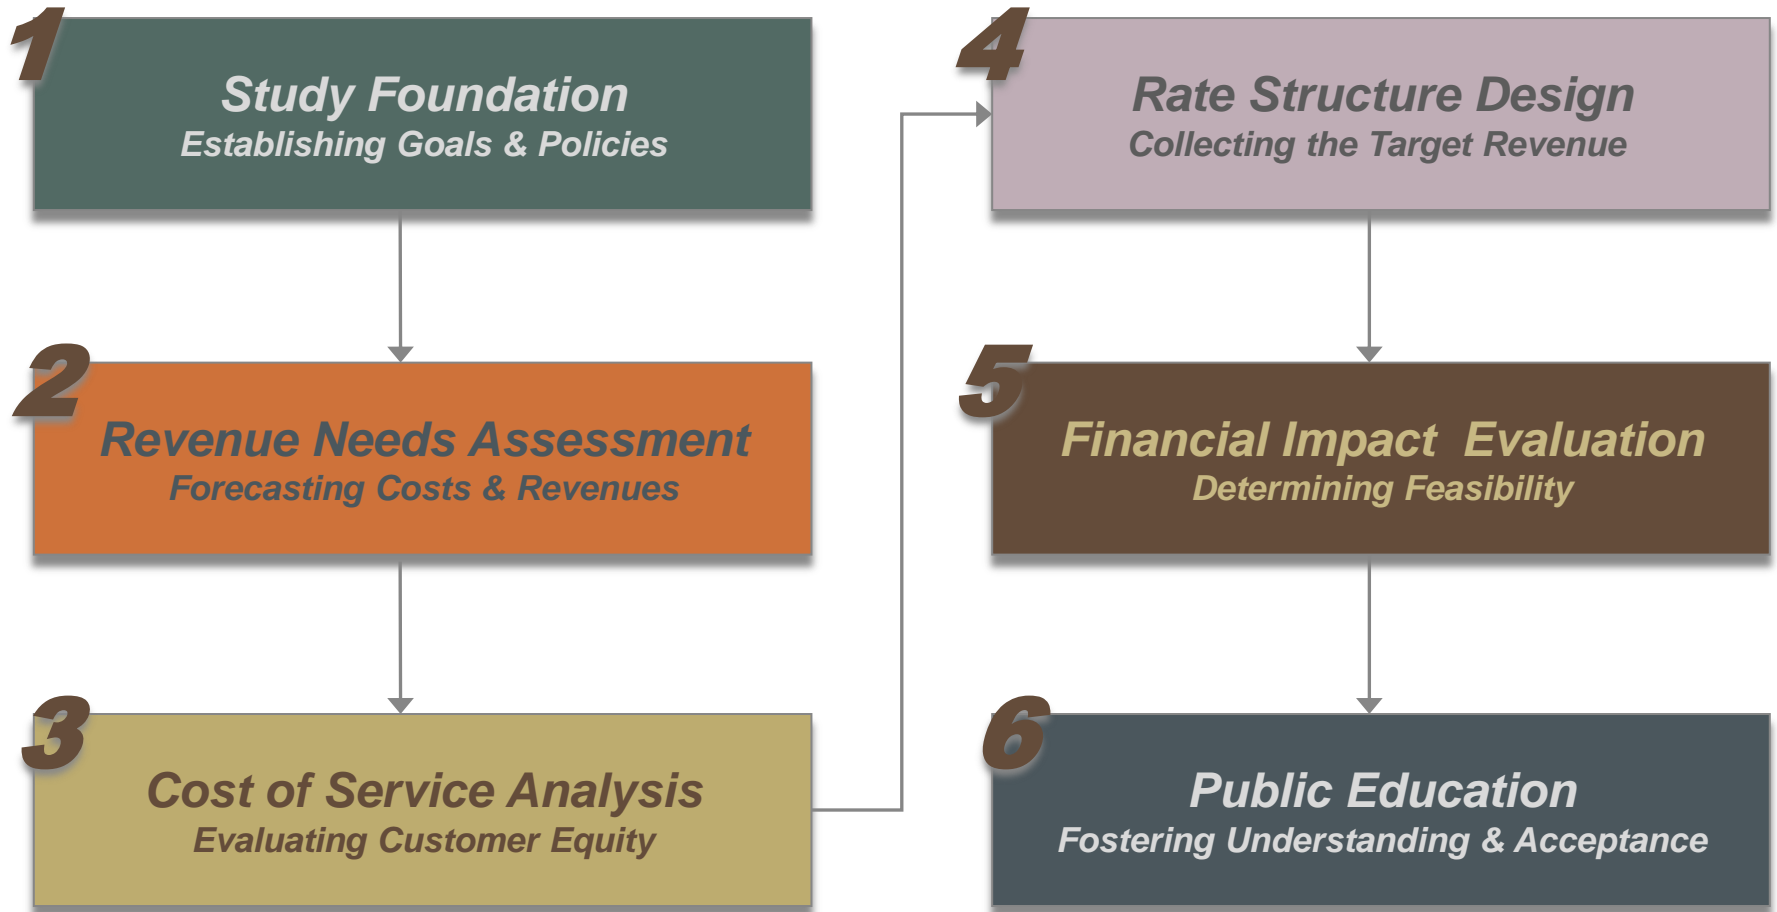 1
Study Foundation
Establishing Goals & Policies
2
Revenue Needs Assessment
Forecasting Costs & Revenues
3
Cost of Service Analysis
Evaluating Customer Equity
4
Rate Structure Design
Collecting the Target Revenue
5
Financial Impact  Evaluation
Determining Feasibility
6
Public Education
Fostering Understanding & Acceptance